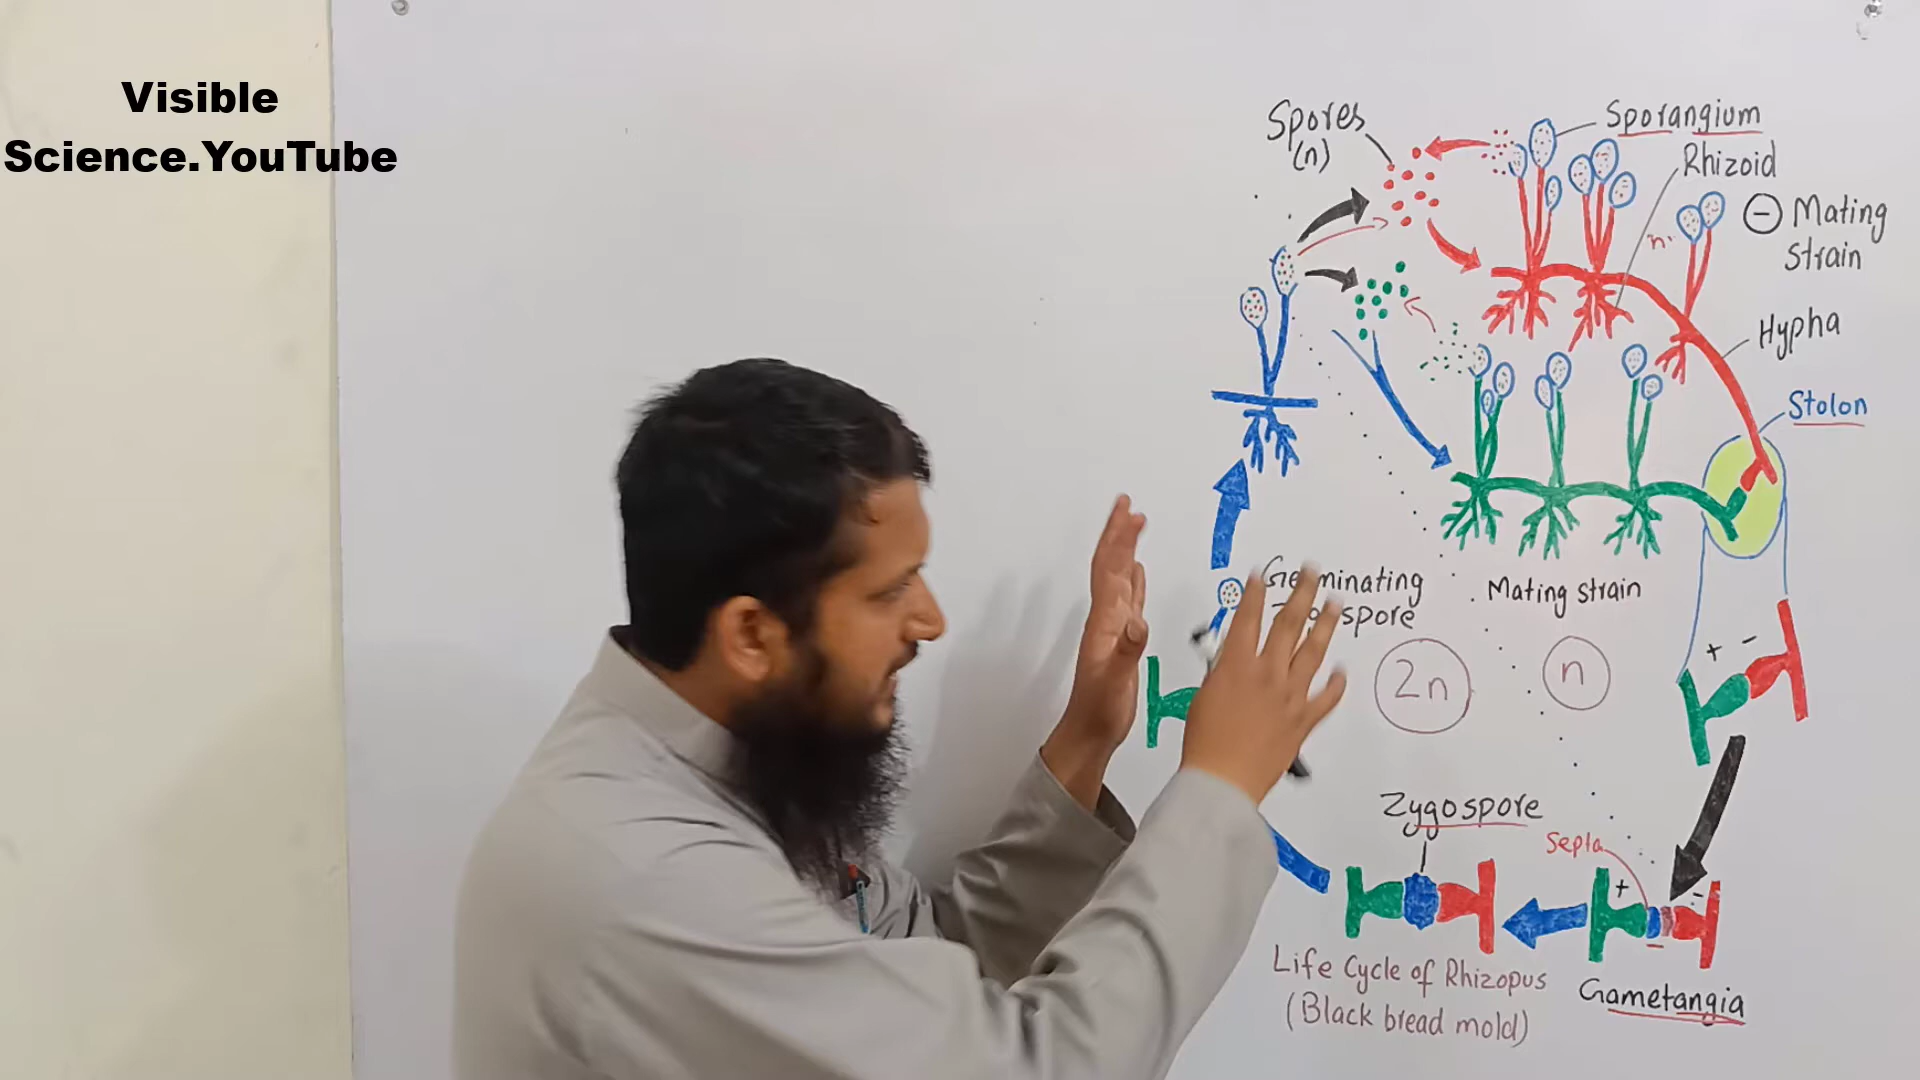 Visible
Science.YouTube
Spores
(n)
Sporangium
Rhizoid
− Mating
strain
n
Hypha
Stolon
Germinating
Mating strain
2n
n
+ −
Zygospore
Septa
+ −
Life Cycle of Rhizopus
(Black bread mold)
Gametangia